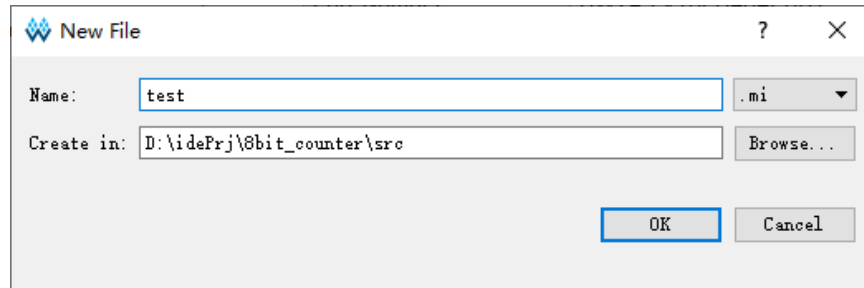 New File
?
Name: test .mi
Create in: D:\idePrj\8bit_counter\src Browse...
OK Cancel